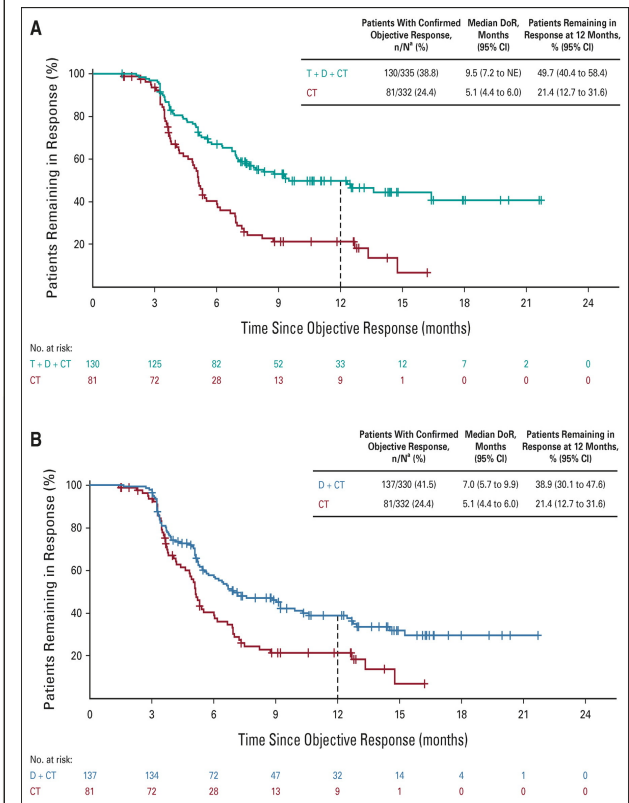 A
Patients With Confirmed Objective Response, n/Nª (%)
Median DoR, Months (95% CI)
Patients Remaining in Response at 12 Months, % (95% CI)
T + D + CT 130/335 (38.8) 9.5 (7.2 to NE) 49.7 (40.4 to 58.4)
CT 81/332 (24.4) 5.1 (4.4 to 6.0) 21.4 (12.7 to 31.6)
Patients Remaining in Response (%)
100
80
60
40
20
0 3 6 9 12 15 18 21 24
Time Since Objective Response (months)
No. at risk:
T + D + CT 130 125 82 52 33 12 7 2 0
CT 81 72 28 13 9 1 0 0 0
B
Patients With Confirmed Objective Response, n/Nª (%)
Median DoR, Months (95% CI)
Patients Remaining in Response at 12 Months, % (95% CI)
D + CT 137/330 (41.5) 7.0 (5.7 to 9.9) 38.9 (30.1 to 47.6)
CT 81/332 (24.4) 5.1 (4.4 to 6.0) 21.4 (12.7 to 31.6)
Patients Remaining in Response (%)
100
80
60
40
20
0 3 6 9 12 15 18 21 24
Time Since Objective Response (months)
No. at risk:
D + CT 137 134 72 47 32 14 4 1 0
CT 81 72 28 13 9 1 0 0 0